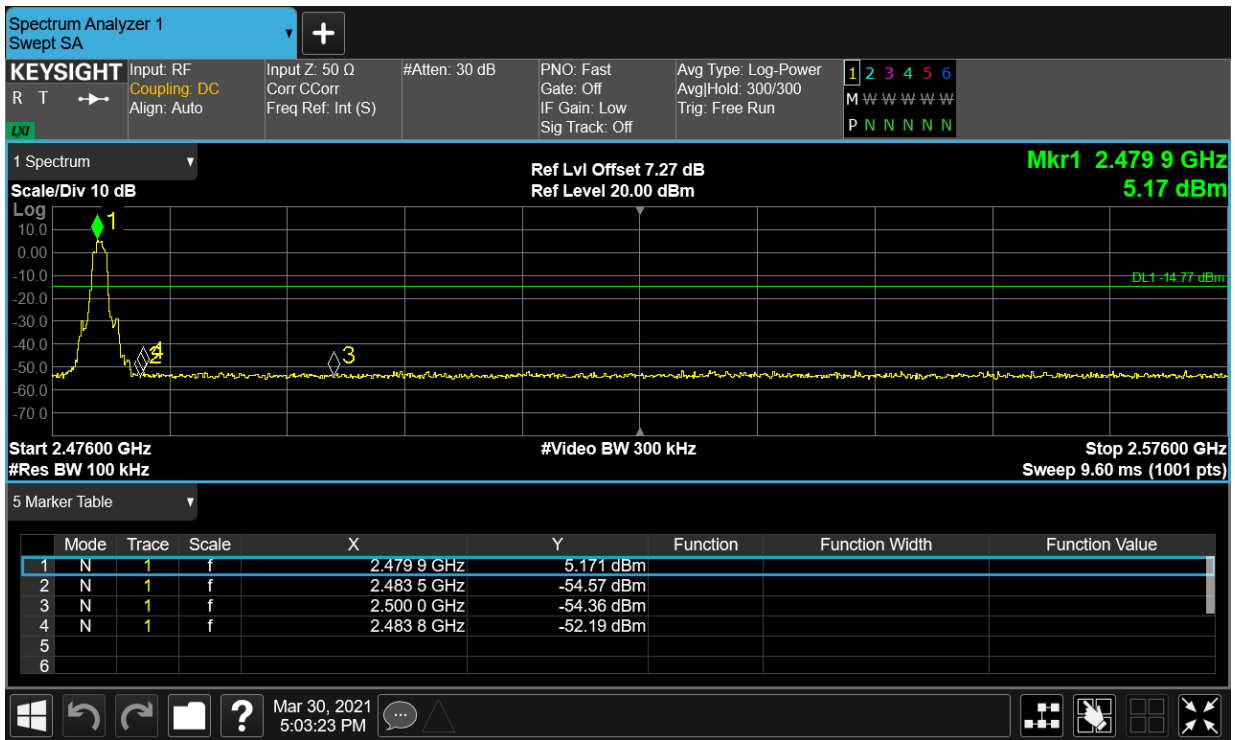 Spectrum Analyzer 1
Swept SA
KEYSIGHT
R T
LXI
Input: RF
Coupling: DC
Align: Auto
Input Z: 50 Ω
Corr CCorr
Freq Ref: Int (S)
#Atten: 30 dB
PNO: Fast
Gate: Off
IF Gain: Low
Sig Track: Off
Avg Type: Log-Power
Avg|Hold: 300/300
Trig: Free Run
1 2 3 4 5 6
M W W W W W
P N N N N N
1 Spectrum
Scale/Div 10 dB
Ref Lvl Offset 7.27 dB
Ref Level 20.00 dBm
Mkr1 2.479 9 GHz
5.17 dBm
Log
10.0
0.00
-10.0
-20.0
-30.0
-40.0
-50.0
-60.0
-70.0
1
DL1 -14.77 dBm
2
4
3
Start 2.47600 GHz
#Res BW 100 kHz
#Video BW 300 kHz
Stop 2.57600 GHz
Sweep 9.60 ms (1001 pts)
5 Marker Table
Mode Trace Scale X Y Function Function Width Function Value
1 N 1 f 2.479 9 GHz 5.171 dBm
2 N 1 f 2.483 5 GHz -54.57 dBm
3 N 1 f 2.500 0 GHz -54.36 dBm
4 N 1 f 2.483 8 GHz -52.19 dBm
5
6
?
Mar 30, 2021
5:03:23 PM